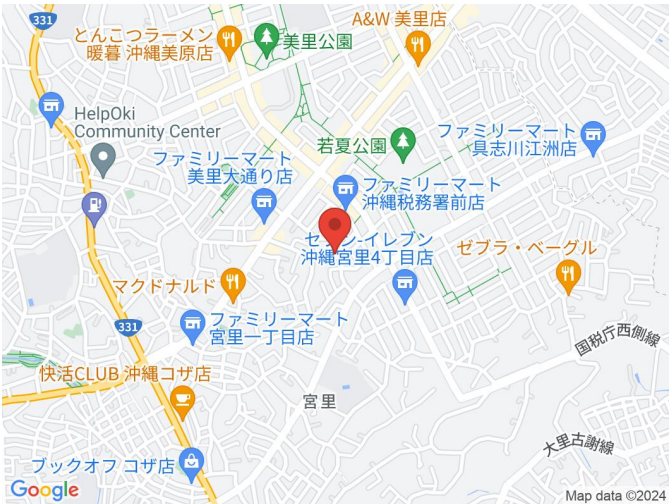 331
とんこつラーメン
暖暮 沖縄美原店
美里公園
A&W 美里店
HelpOki
Community Center
ファミリーマート
美里大通り店
若夏公園
ファミリーマート
具志川江洲店
ファミリーマート
沖縄税務署前店
セブン-イレブン
沖縄宮里4丁目店
ゼブラ・ベーグル
マクドナルド
331
ファミリーマート
宮里一丁目店
国税庁西側線
快活CLUB 沖縄コザ店
宮里
大里古謝線
ブックオフ コザ店
Google
Map data ©2024